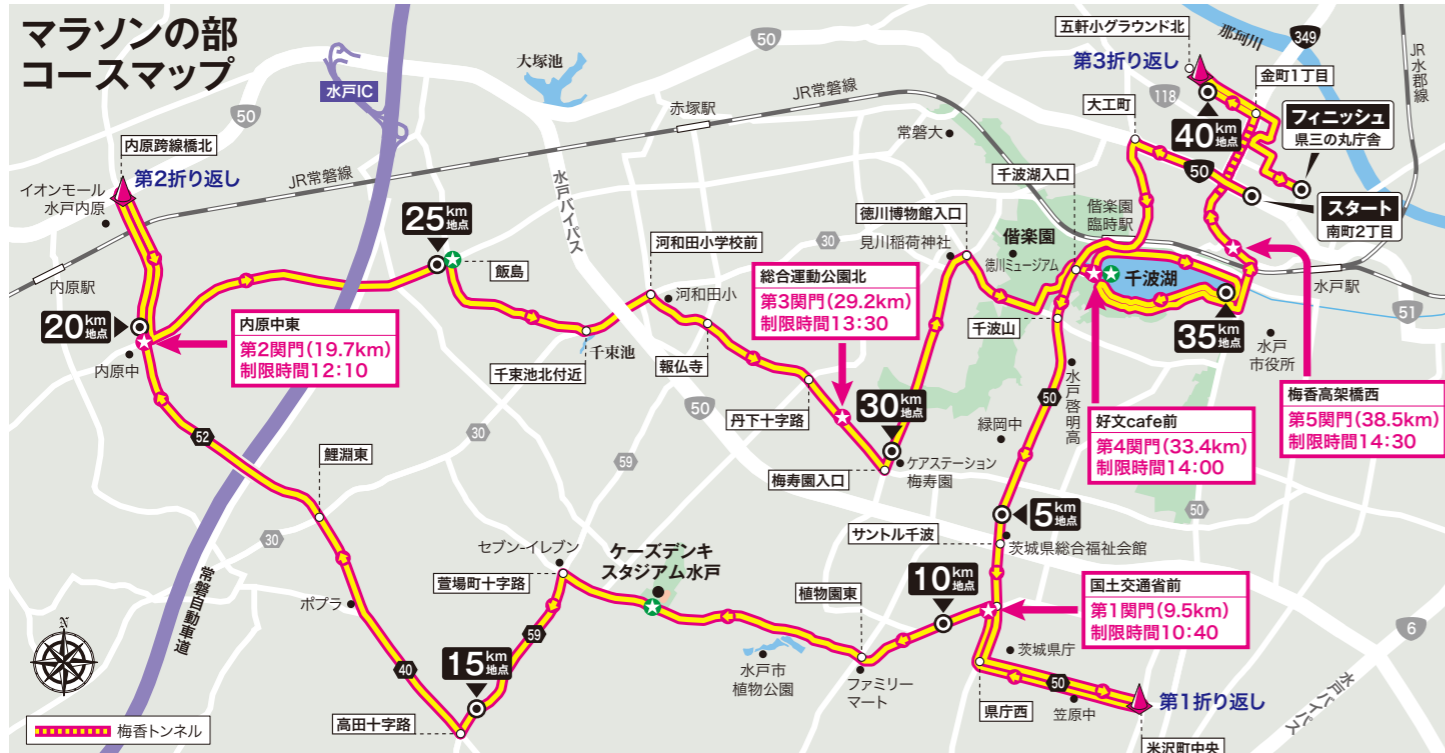 マラソンの部
コースマップ
水戸IC
大塚池
50
50
JR常磐線
赤塚駅
JR常磐線
常磐大
五軒小グラウンド北
第3折り返し
118
那珂川
349
JR水郡線
金町1丁目
大工町
40km地点
フィニッシュ
県三の丸庁舎
50
スタート
南町2丁目
内原跨線橋北
第2折り返し
イオンモール
水戸内原
内原駅
水戸バイパス
25km地点
飯島
河和田小学校前
河和田小
30
徳川博物館入口
見川稲荷神社
千波湖入口
偕楽園
臨時駅
偕楽園
徳川ミュージアム
千波湖
水戸駅
51
35km地点
水戸
市役所
千波山
水戸啓明高
20km地点
内原中
内原中東
第2関門(19.7km)
制限時間12:10
千束池
千束池北付近
報仏寺
総合運動公園北
第3関門(29.2km)
制限時間13:30
丹下十字路
30km地点
ケアステーション
梅寿園
梅寿園入口
50
緑岡中
50
好文cafe前
第4関門(33.4km)
制限時間14:00
梅香高架橋西
第5関門(38.5km)
制限時間14:30
52
鯉淵東
30
30
59
50
5km地点
サントル千波
茨城県総合福祉会館
常磐自動車道
セブン-イレブン
萱場町十字路
ケーズデンキ
スタジアム水戸
ポプラ
59
40
15km地点
高田十字路
水戸市
植物公園
植物園東
10km地点
ファミリー
マート
国土交通省前
第1関門(9.5km)
制限時間10:40
茨城県庁
50
県庁西
笠原中
第1折り返し
米沢町中央
6
水戸バイパス
N
梅香トンネル